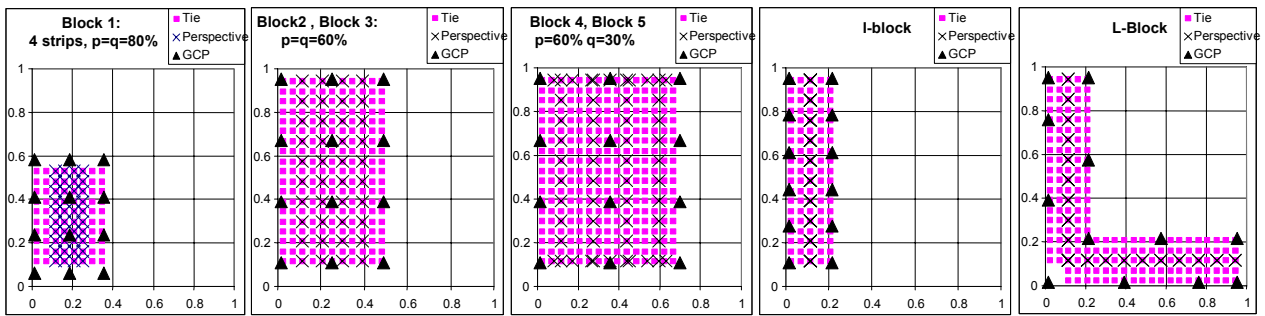 Block 1:
4 strips, p=q=80%
Tie
Perspective
GCP
1
0.8
0.6
0.4
0.2
0
0 0.2 0.4 0.6 0.8 1
Block2 , Block 3:
p=q=60%
Tie
Perspective
GCP
1
0.8
0.6
0.4
0.2
0
0 0.2 0.4 0.6 0.8 1
Block 4, Block 5
p=60% q=30%
Tie
Perspective
GCP
1
0.8
0.6
0.4
0.2
0
0 0.2 0.4 0.6 0.8 1
I-block
Tie
Perspective
GCP
1
0.8
0.6
0.4
0.2
0
0 0.2 0.4 0.6 0.8 1
L-Block
Tie
Perspective
GCP
1
0.8
0.6
0.4
0.2
0
0 0.2 0.4 0.6 0.8 1